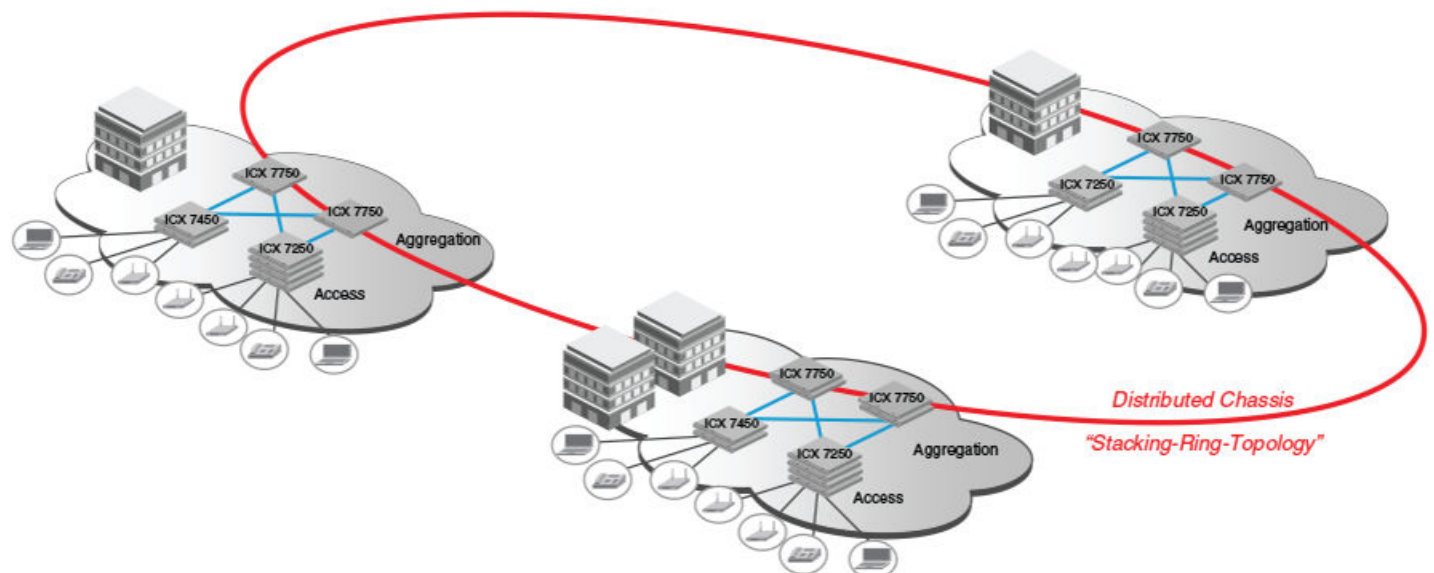 ICX 7750
ICX 7450
ICX 7750
ICX 7250
Aggregation
Access
ICX 7750
ICX 7250
ICX 7750
ICX 7250
Aggregation
Access
ICX 7750
ICX 7750
ICX 7450
ICX 7250
Aggregation
Access
Distributed Chassis
“Stacking-Ring-Topology”